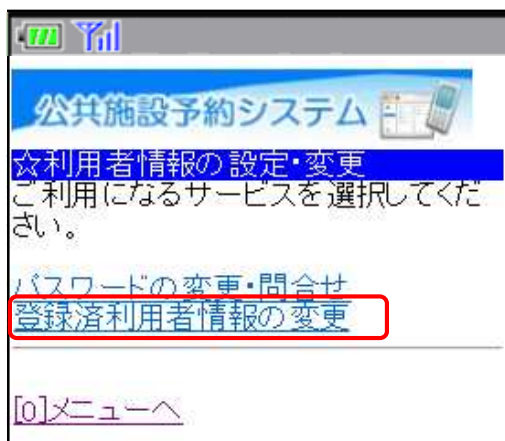 公共施設予約システム
☆利用者情報の設定・変更
ご利用になるサービスを選択してくだ
さい。
パスワードの変更・問合せ
登録済利用者情報の変更
[0]メニューへ